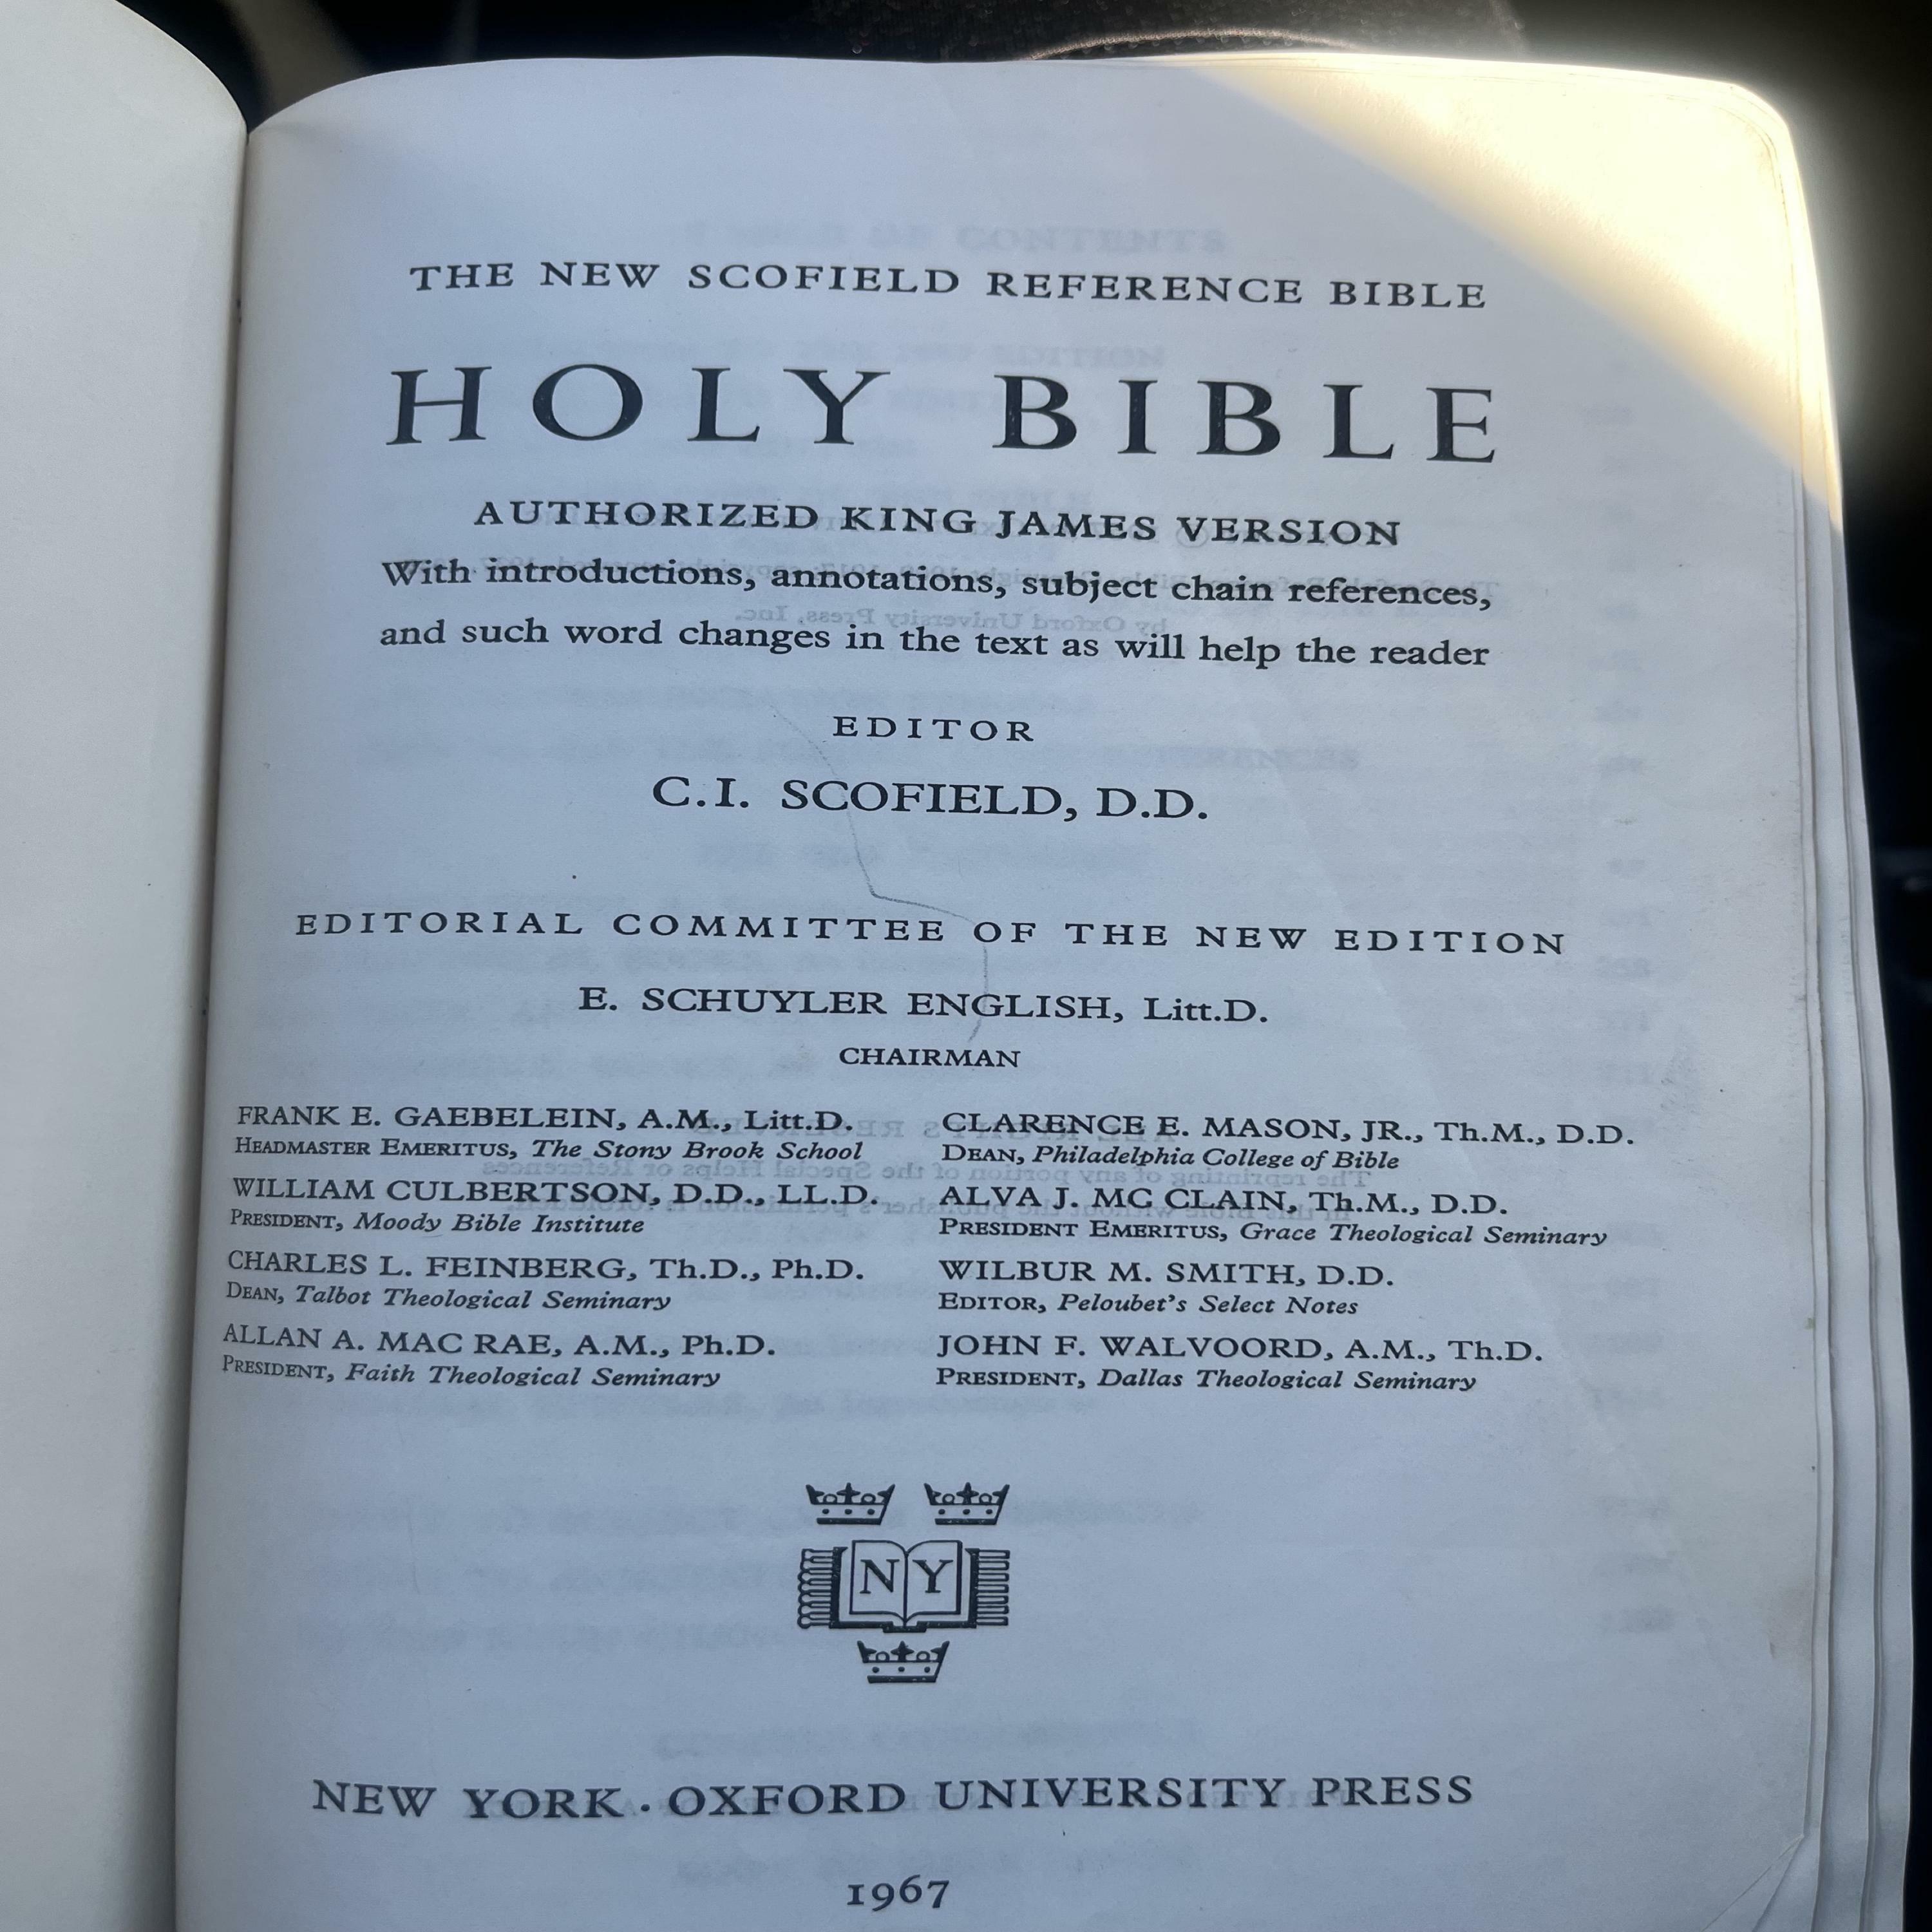 THE NEW SCOFIELD REFERENCE BIBLE
HOLY BIBLE
AUTHORIZED KING JAMES VERSION
With introductions, annotations, subject chain references,
and such word changes in the text as will help the reader
EDITOR
C.I. SCOFIELD, D.D.
EDITORIAL COMMITTEE OF THE NEW EDITION
E. SCHUYLER ENGLISH, Litt.D.
CHAIRMAN
FRANK E. GAEBELEIN, A.M., Litt.D.
HEADMASTER EMERITUS, The Stony Brook School
WILLIAM CULBERTSON, D.D., LL.D.
PRESIDENT, Moody Bible Institute
CHARLES L. FEINBERG, Th.D., Ph.D.
DEAN, Talbot Theological Seminary
ALLAN A. MAC RAE, A.M., Ph.D.
PRESIDENT, Faith Theological Seminary
CLARENCE E. MASON, JR., Th.M., D.D.
DEAN, Philadelphia College of Bible
ALVA J. MC CLAIN, Th.M., D.D.
PRESIDENT EMERITUS, Grace Theological Seminary
WILBUR M. SMITH, D.D.
EDITOR, Peloubet's Select Notes
JOHN F. WALVOORD, A.M., Th.D.
PRESIDENT, Dallas Theological Seminary
NY
NEW YORK · OXFORD UNIVERSITY PRESS
1967